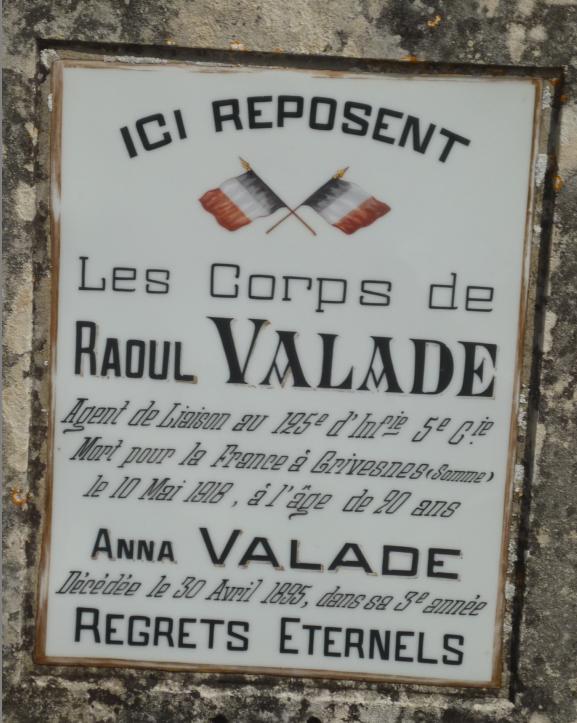 ICI REPOSENT
Les Corps de
RAOUL VALADE
Agent de Liaison au 125e d'Infrie 5e Cie
Mort pour la France à Grivesnes (Somme)
le 10 Mai 1918, à l'âge de 20 ans
ANNA VALADE
Décédée le 30 Avril 1895, dans sa 3e année
REGRETS ETERNELS